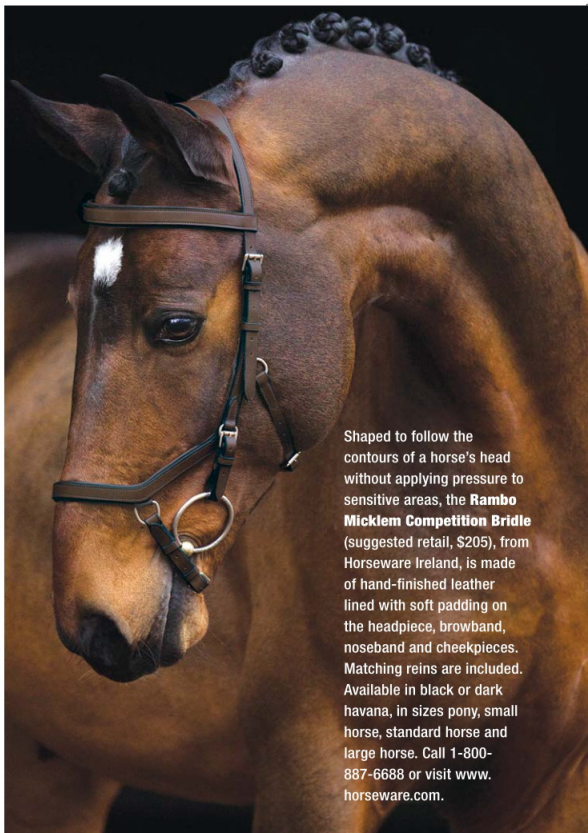 Shaped to follow the
contours of a horse's head
without applying pressure to
sensitive areas, the Rambo
Micklem Competition Bridle
(suggested retail, $205), from
Horseware Ireland, is made
of hand-finished leather
lined with soft padding on
the headpiece, browband,
noseband and cheekpieces.
Matching reins are included.
Available in black or dark
havana, in sizes pony, small
horse, standard horse and
large horse. Call 1-800-
887-6688 or visit www.
horseware.com.